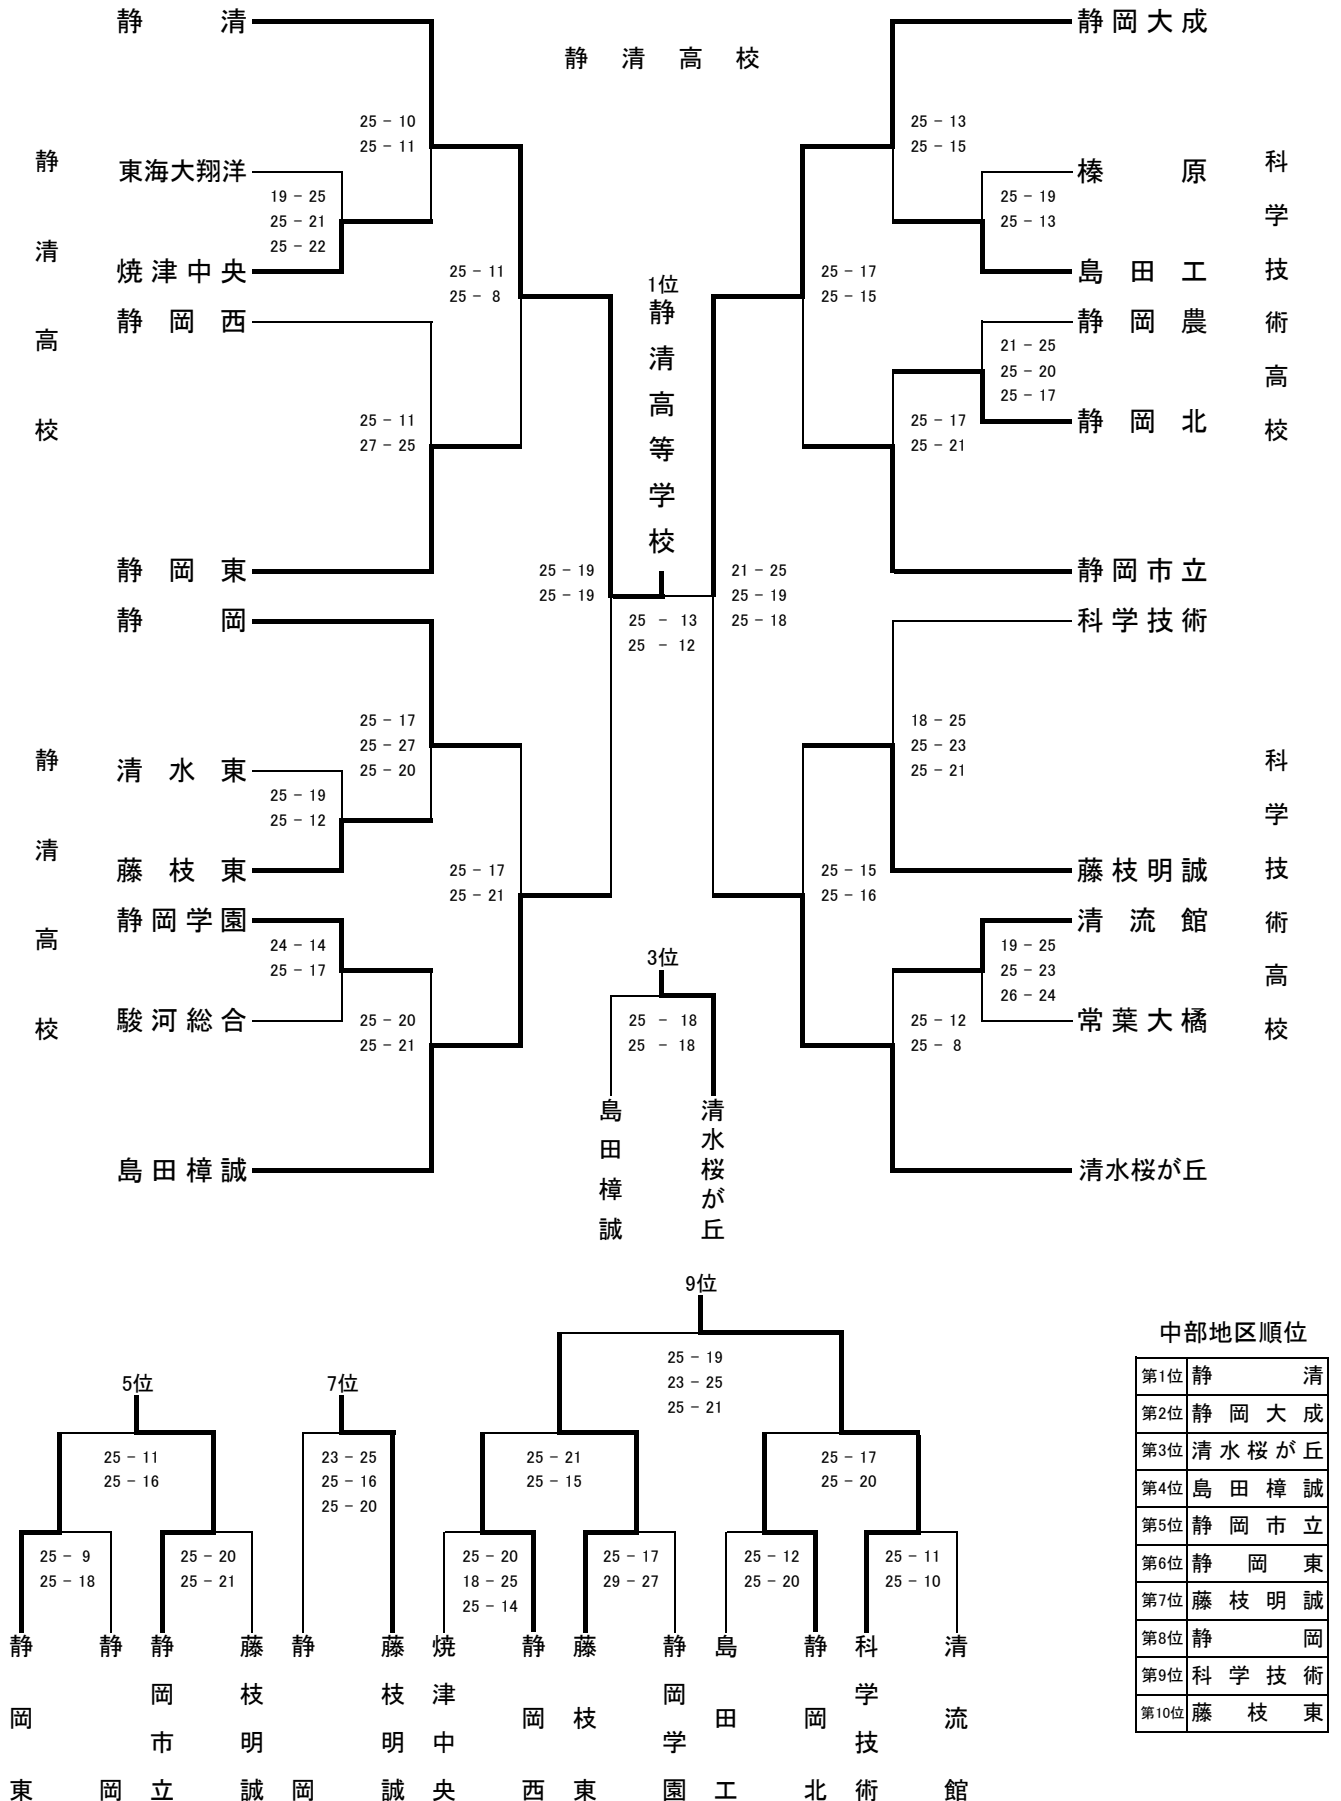 静清
静岡大成
静清高校
25 － 10
25 － 11
25 － 13
25 － 15
静清高校
東海大翔洋
榛原
科学技術高校
19 － 25
25 － 21
25 － 22
25 － 19
25 － 13
焼津中央
島田工
25 － 11
25 － 8
1位
静清高等学校
25 － 17
25 － 15
静岡西
静岡農
21 － 25
25 － 20
25 － 17
25 － 11
27 － 25
25 － 17
25 － 21
静岡北
静岡東
静岡市立
25 － 19
25 － 19
21 － 25
25 － 19
25 － 18
25 － 13
25 － 12
静岡
科学技術
25 － 17
25 － 27
25 － 20
18 － 25
25 － 23
25 － 21
静清高校
清水東
科学技術高校
25 － 19
25 － 12
藤枝東
藤枝明誠
25 － 17
25 － 21
25 － 15
25 － 16
静岡学園
清流館
24 － 14
25 － 17
19 － 25
25 － 23
26 － 24
3位
駿河総合
常葉大橘
25 － 20
25 － 21
25 － 18
25 － 18
25 － 12
25 － 8
島田樟誠
清水桜が丘
島田樟誠
清水桜が丘
9位
25 － 19
23 － 25
25 － 21
5位
7位
25 － 11
25 － 16
23 － 25
25 － 16
25 － 20
25 － 21
25 － 15
25 － 17
25 － 20
25 － 9
25 － 18
25 － 20
25 － 21
25 － 20
18 － 25
25 － 14
25 － 17
29 － 27
25 － 12
25 － 20
25 － 11
25 － 10
静岡東
静岡
静岡市立
藤枝明誠
静岡
藤枝明誠
焼津中央
静岡西
藤枝東
静岡学園
島田工
静岡北
科学技術
清流館
中部地区順位
第1位 静清
第2位 静岡大成
第3位 清水桜が丘
第4位 島田樟誠
第5位 静岡市立
第6位 静岡東
第7位 藤枝明誠
第8位 静岡
第9位 科学技術
第10位 藤枝東